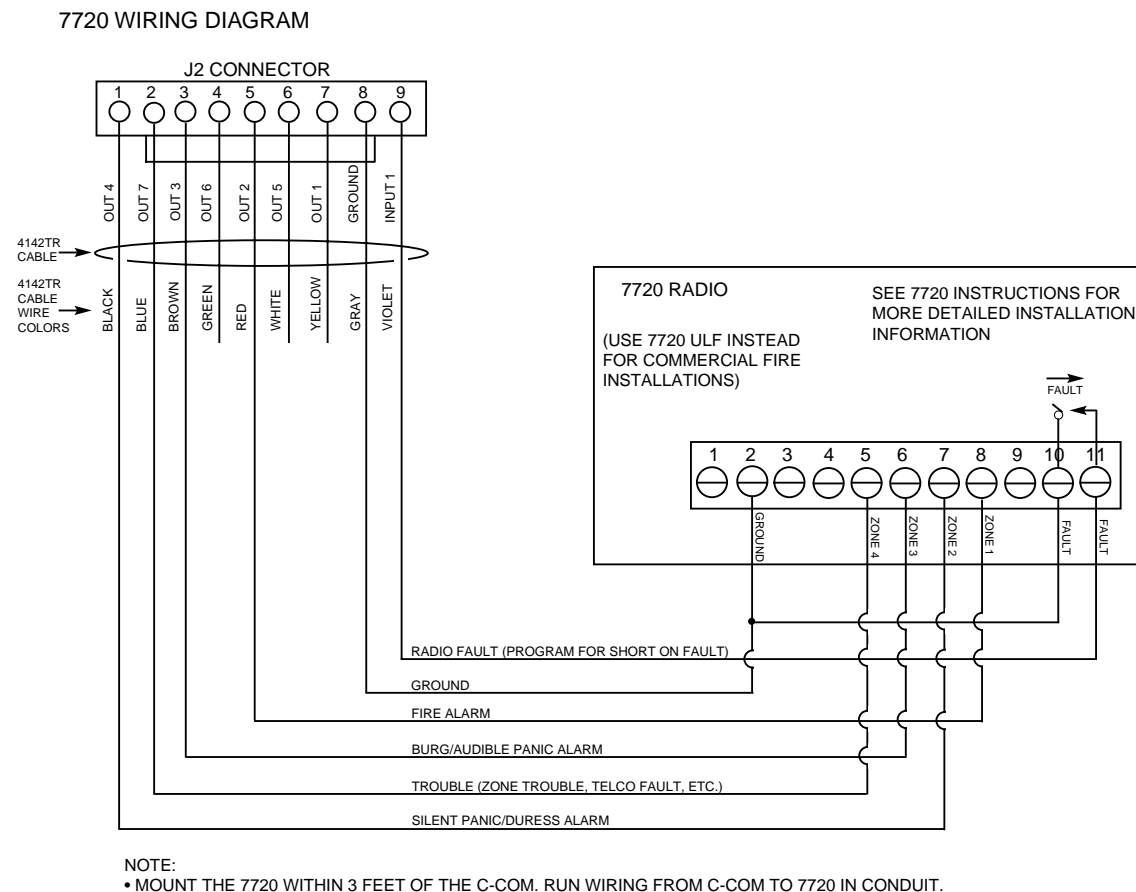 7720 WIRING DIAGRAM
J2 CONNECTOR
1 2 3 4 5 6 7 8 9
OUT 4
OUT 7
OUT 3
OUT 6
OUT 2
OUT 5
OUT 1
GROUND
INPUT 1
4142TR
CABLE
4142TR
CABLE
WIRE
COLORS
BLACK
BLUE
BROWN
GREEN
RED
WHITE
YELLOW
GRAY
VIOLET
7720 RADIO
(USE 7720 ULF INSTEAD
FOR COMMERCIAL FIRE
INSTALLATIONS)
SEE 7720 INSTRUCTIONS FOR
MORE DETAILED INSTALLATION
INFORMATION
FAULT
1 2 3 4 5 6 7 8 9 10 11
GROUND
ZONE 4
ZONE 3
ZONE 2
ZONE 1
FAULT
FAULT
RADIO FAULT (PROGRAM FOR SHORT ON FAULT)
GROUND
FIRE ALARM
BURG/AUDIBLE PANIC ALARM
TROUBLE (ZONE TROUBLE, TELCO FAULT, ETC.)
SILENT PANIC/DURESS ALARM
NOTE:
• MOUNT THE 7720 WITHIN 3 FEET OF THE C-COM. RUN WIRING FROM C-COM TO 7720 IN CONDUIT.